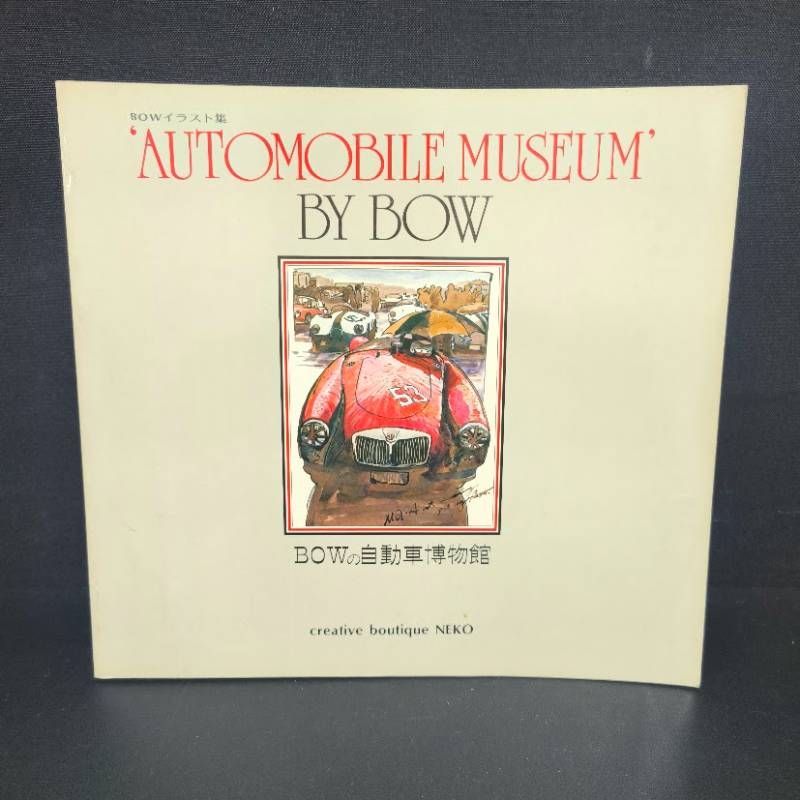 BOWイラスト集
'AUTOMOBILE MUSEUM'
BY BOW
53
BOWの自動車博物館
creative boutique NEKO